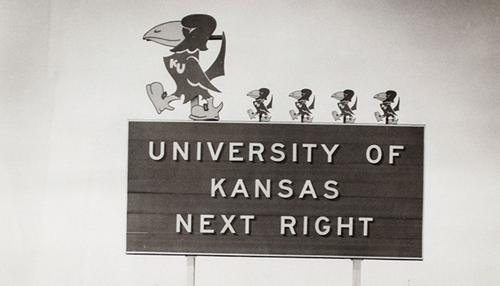 KU
UNIVERSITY OF
KANSAS
NEXT RIGHT